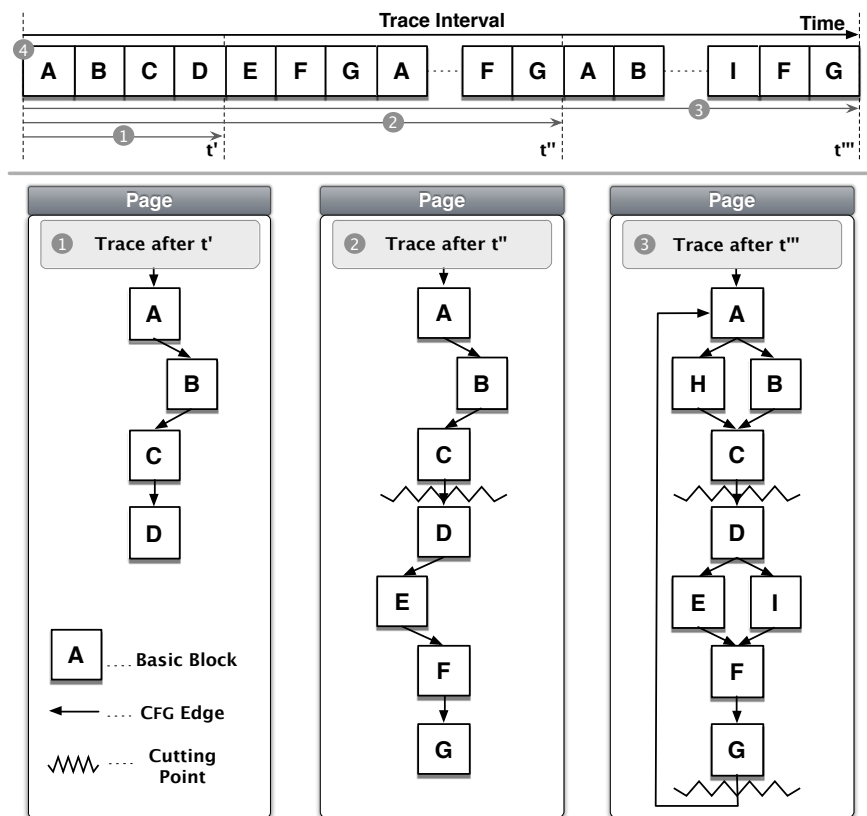 Trace Interval
Time
4
A B C D E F G A F G A B I F G
3
2
1
t' t'' t'''
Page
1 Trace after t'
A
B
C
D
A Basic Block
CFG Edge
Cutting
Point
Page
2 Trace after t''
A
B
C
D
E
F
G
Page
3 Trace after t'''
A
H B
C
D
E I
F
G